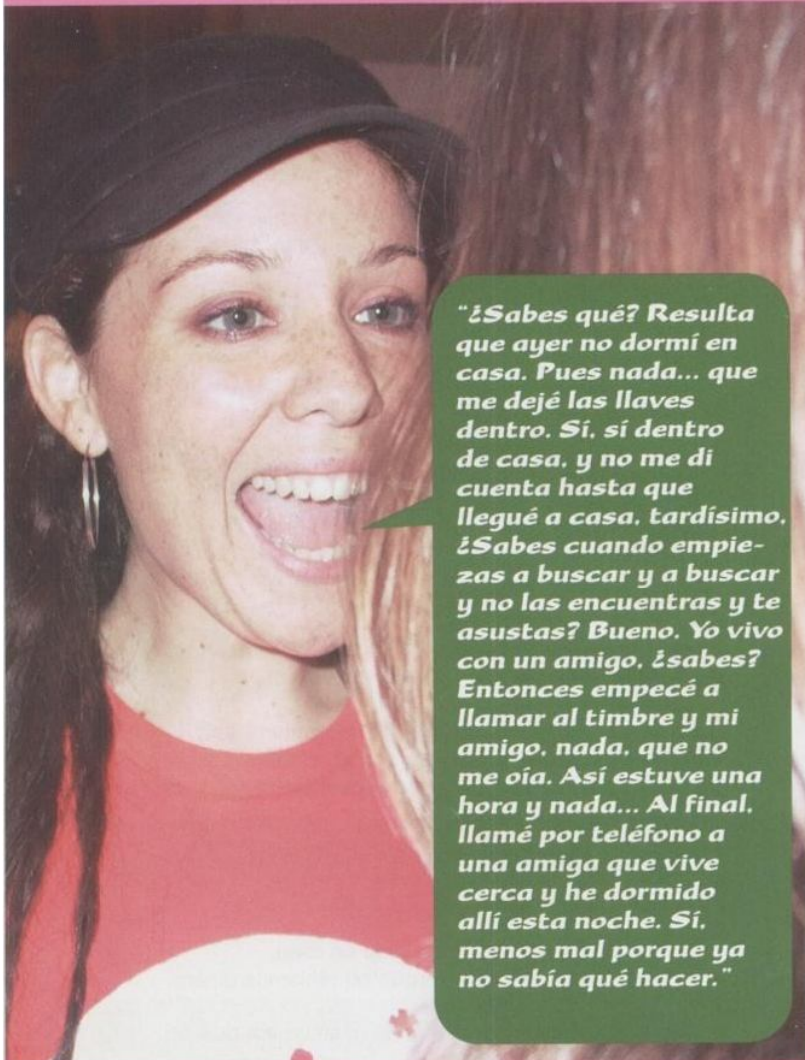 "¿Sabes qué? Resulta
que ayer no dormí en
casa. Pues nada... que
me dejé las llaves
dentro. Sí, sí dentro
de casa, y no me di
cuenta hasta que
llegué a casa, tardísimo.
¿Sabes cuando empie-
zas a buscar y a buscar
y no las encuentras y te
asustas? Bueno. Yo vivo
con un amigo, ¿sabes?
Entonces empecé a
llamar al timbre y mi
amigo, nada, que no
me oía. Así estuve una
hora y nada... Al final,
llamé por teléfono a
una amiga que vive
cerca y he dormido
allí esta noche. Sí,
menos mal porque ya
no sabía qué hacer."